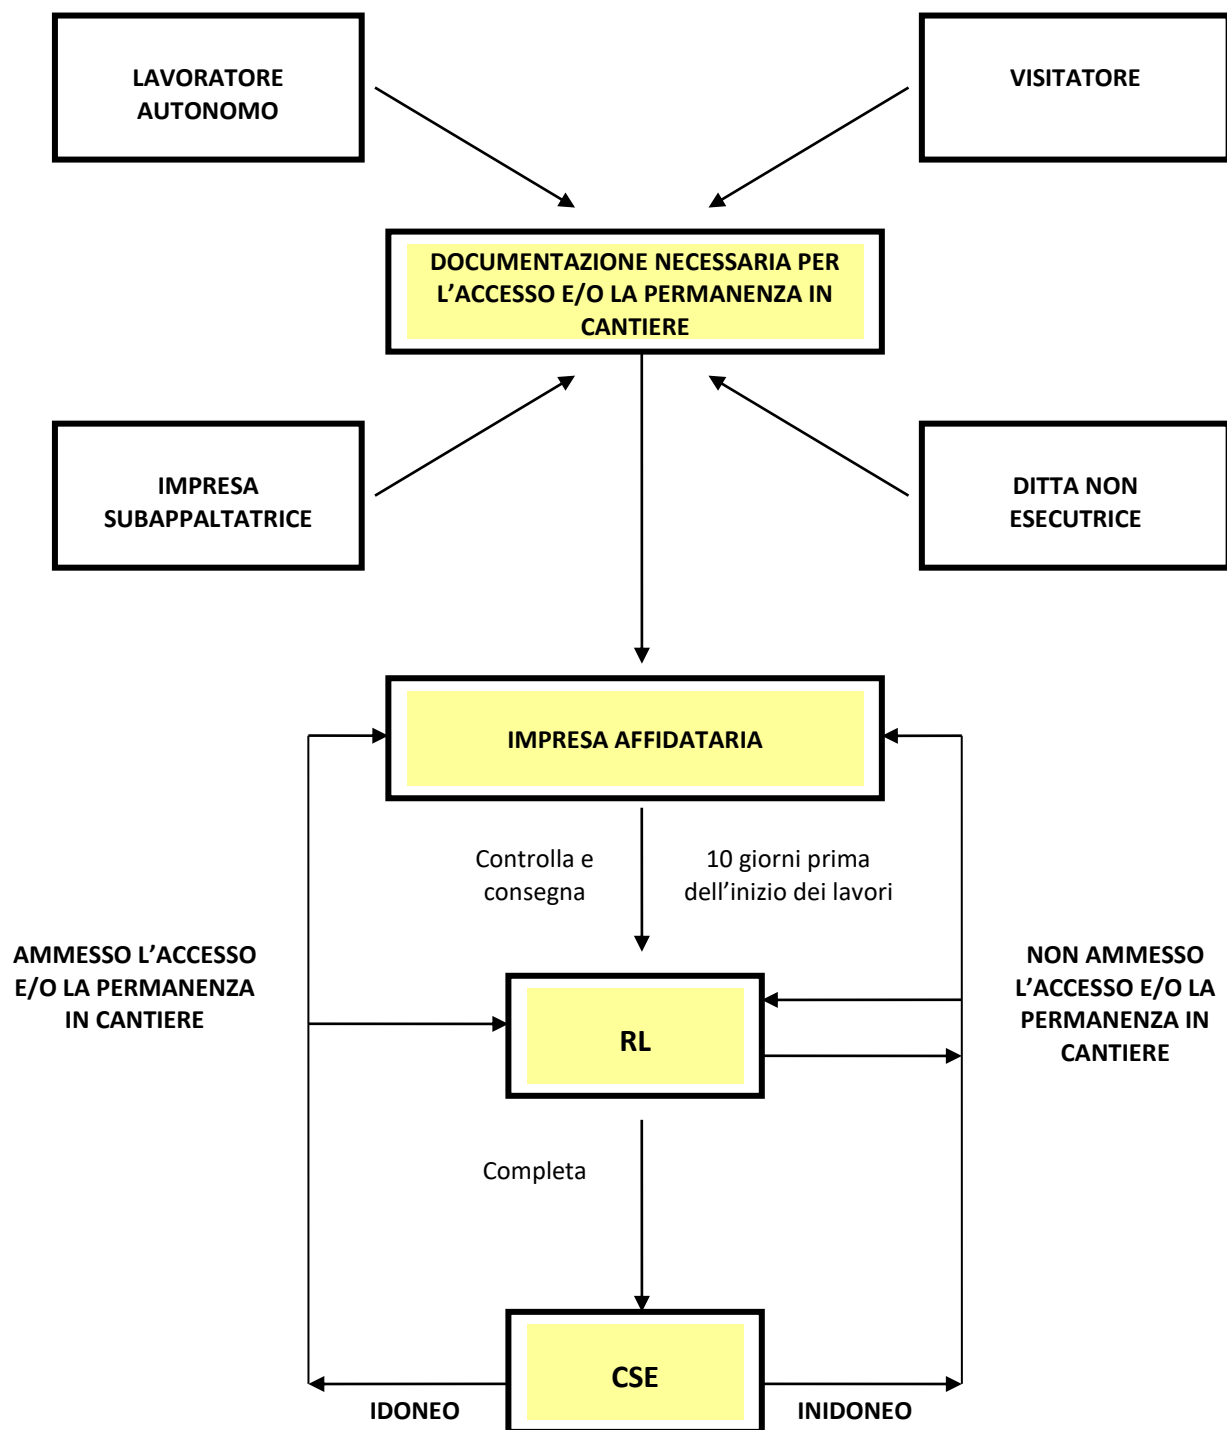 LAVORATORE
AUTONOMO
VISITATORE
DOCUMENTAZIONE NECESSARIA PER
L’ACCESSO E/O LA PERMANENZA IN
CANTIERE
IMPRESA
SUBAPPALTATRICE
DITTA NON
ESECUTRICE
IMPRESA AFFIDATARIA
Controlla e
consegna
10 giorni prima
dell’inizio dei lavori
AMMESSO L’ACCESSO
E/O LA PERMANENZA
IN CANTIERE
NON AMMESSO
L’ACCESSO E/O LA
PERMANENZA IN
CANTIERE
RL
Completa
CSE
IDONEO
INIDONEO